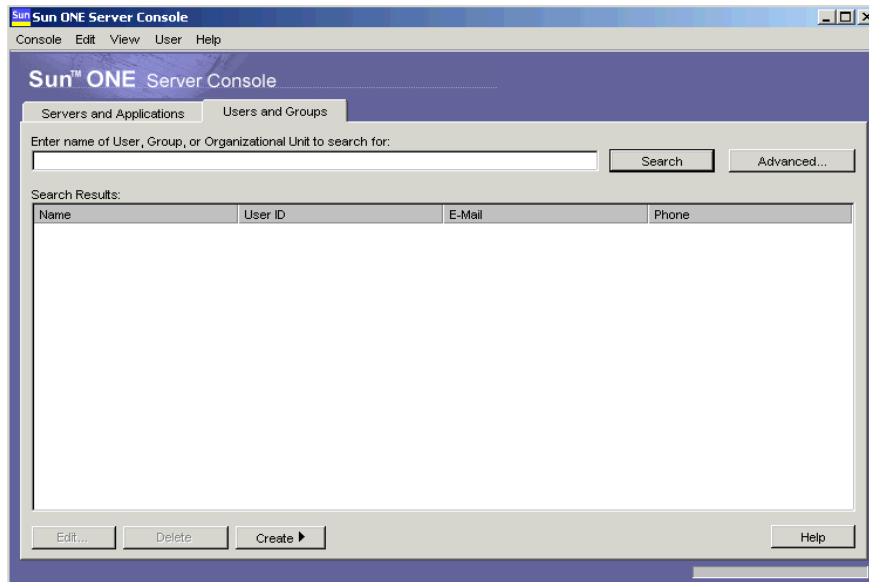 Sun Sun ONE Server Console
Console Edit View User Help
Sun™ ONE Server Console
Servers and Applications Users and Groups
Enter name of User, Group, or Organizational Unit to search for:
Search Advanced...
Search Results:
Name User ID E-Mail Phone
Edit... Delete Create Help